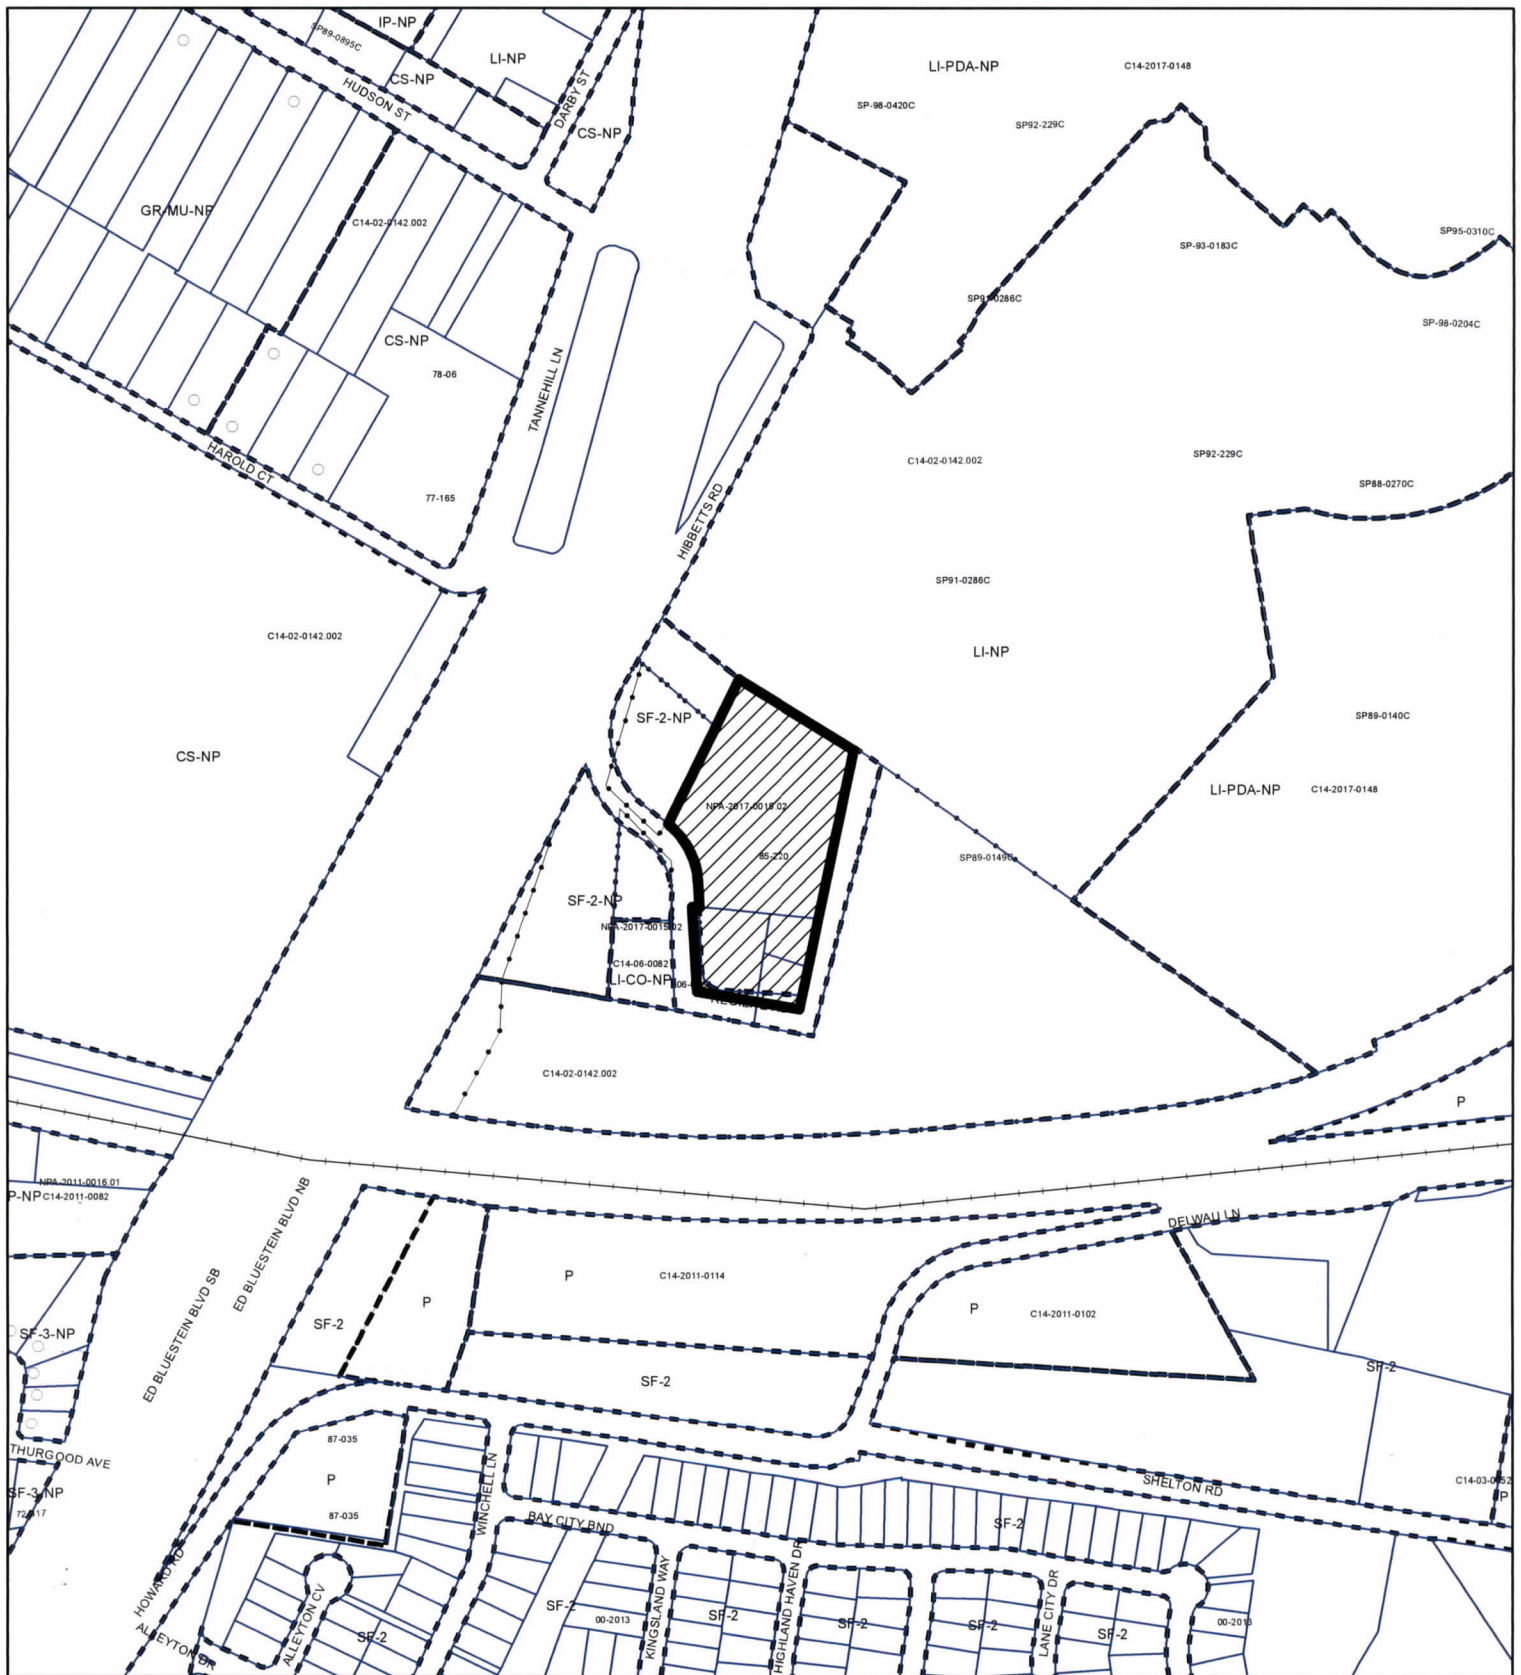 IP-NP
SP89-0895C
LI-NP
LI-PDA-NP
C14-2017-0148
CS-NP
HUDSON ST
DARBY ST
SP-98-0420C
SP92-229C
CS-NP
GR-MU-NP
C14-02-0142.002
SP95-0310C
SP-93-0183C
SP91-0286C
SP-98-0204C
CS-NP
78-06
TANNEHILL LN
HAROLD CT
77-165
HIBBETTS RD
C14-02-0142.002
SP92-229C
SP88-0270C
SP91-0286C
C14-02-0142.002
LI-NP
SF-2-NP
SP89-0140C
CS-NP
LI-PDA-NP
C14-2017-0148
85-220
SP89-0149C
SF-2-NP
C14-06-0082
LI-CO-NP
C14-02-0142.002
P
NPA-2011-0016.01
P-NP
C14-2011-0082
ED BLUESTEIN BLVD NB
ED BLUESTEIN BLVD SB
DELWAU LN
P
C14-2011-0114
P
P
C14-2011-0102
SF-2
SF-3-NP
SF-2
SF-2
THURGOOD AVE
87-035
P
87-035
SF-3-NP
WINCHELL LN
SHELTON RD
P
BAY CITY BND
SF-2
HOWARD RD
ALLEYTON DR
ALLEYTON CV
SF-2
SF-2
00-2013
KINGSLAND WAY
SF-2
HIGHLAND HAVEN DR
SF-2
SF-2
LANE CITY DR
SF-2
00-2013